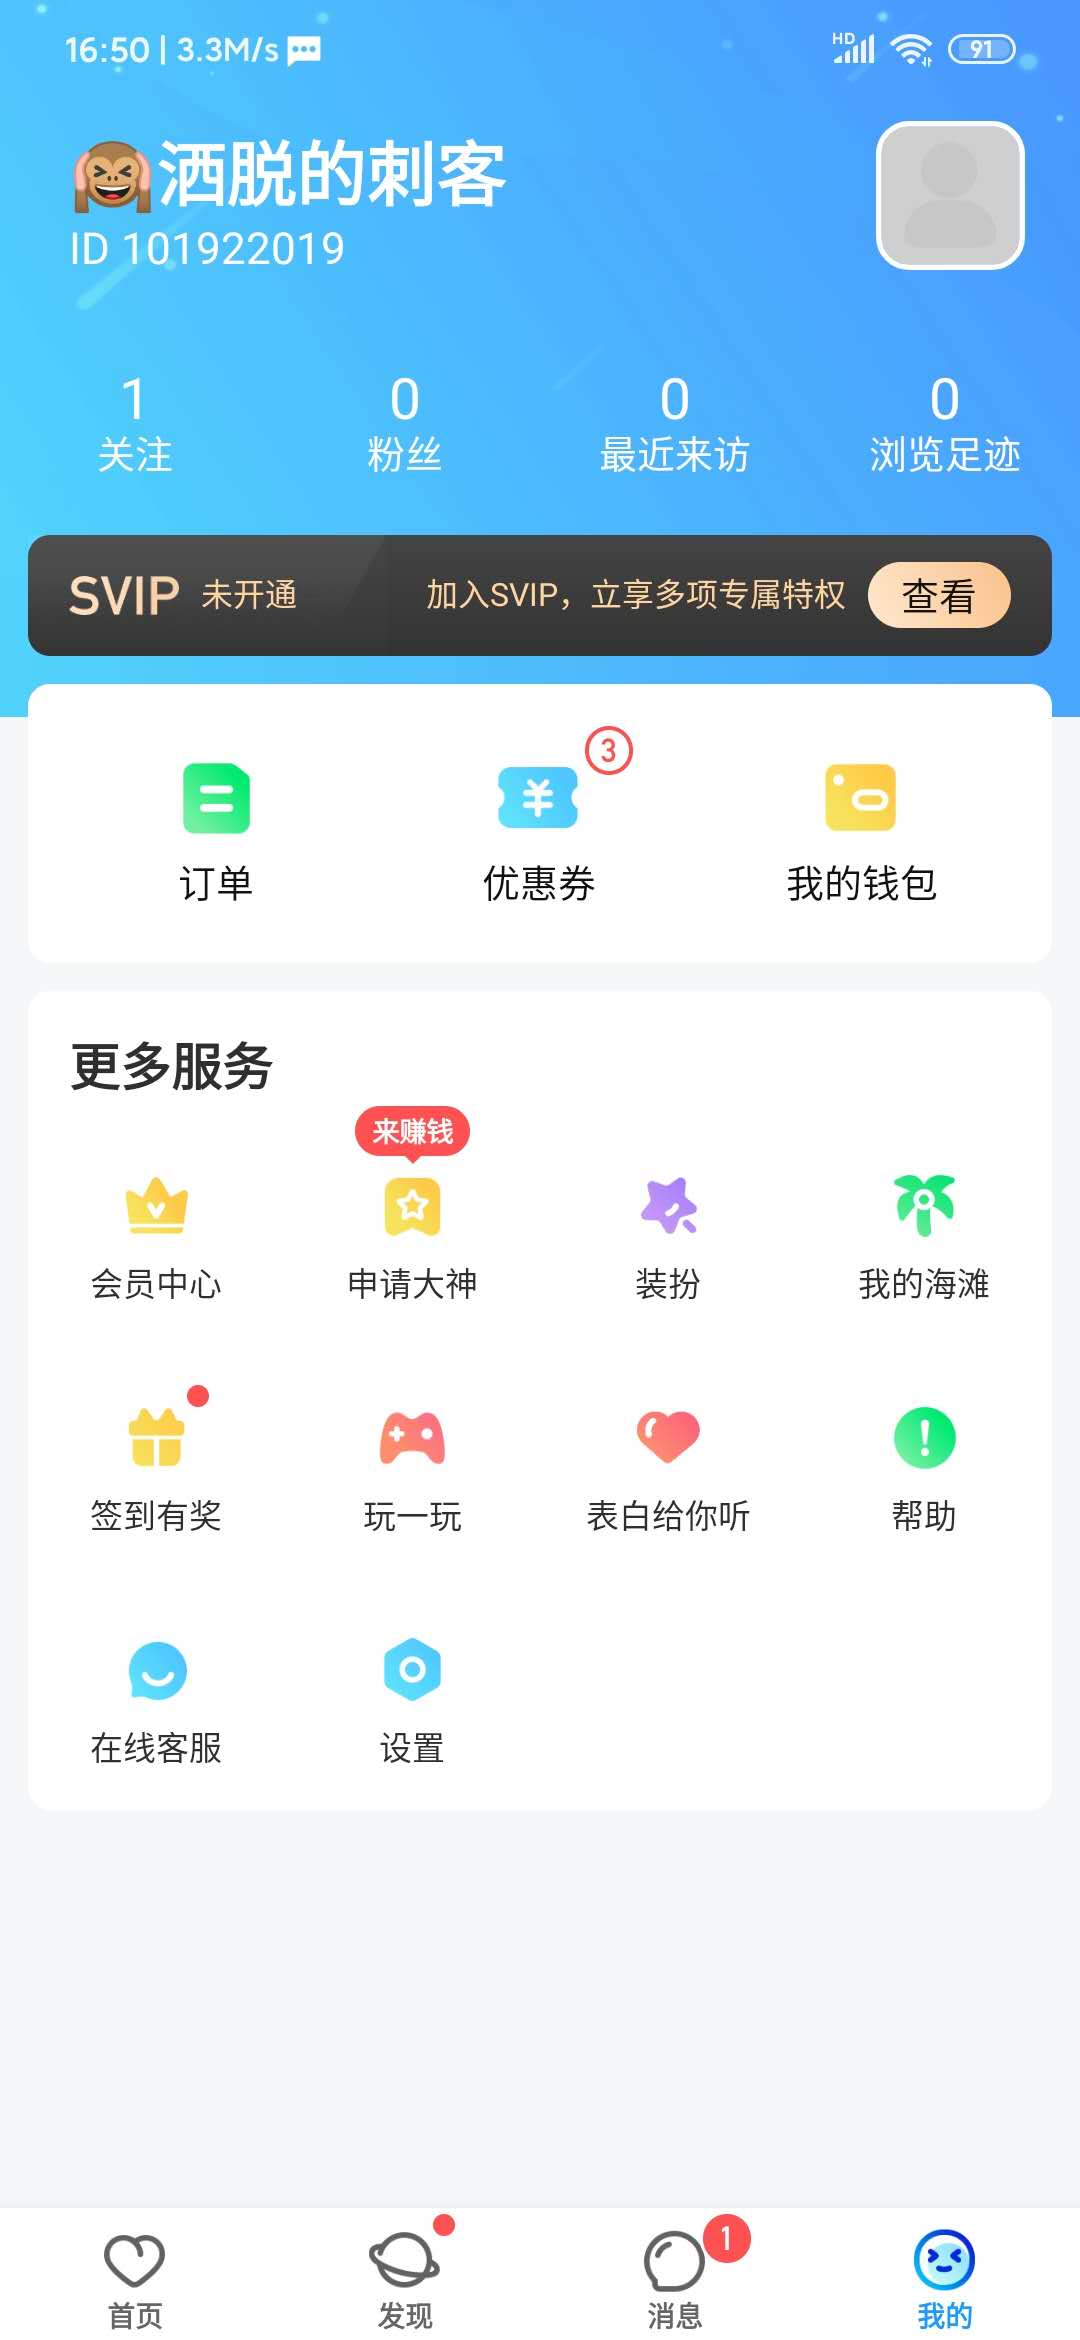 16:50 | 3.3M/s
HD
91
洒脱的刺客
ID 101922019
1 0 0 0
关注 粉丝 最近来访 浏览足迹
SVIP 未开通 加入SVIP，立享多项专属特权 查看
3
订单 优惠券 我的钱包
更多服务
来赚钱
会员中心 申请大神 装扮 我的海滩
签到有奖 玩一玩 表白给你听 帮助
在线客服 设置
1
首页 发现 消息 我的